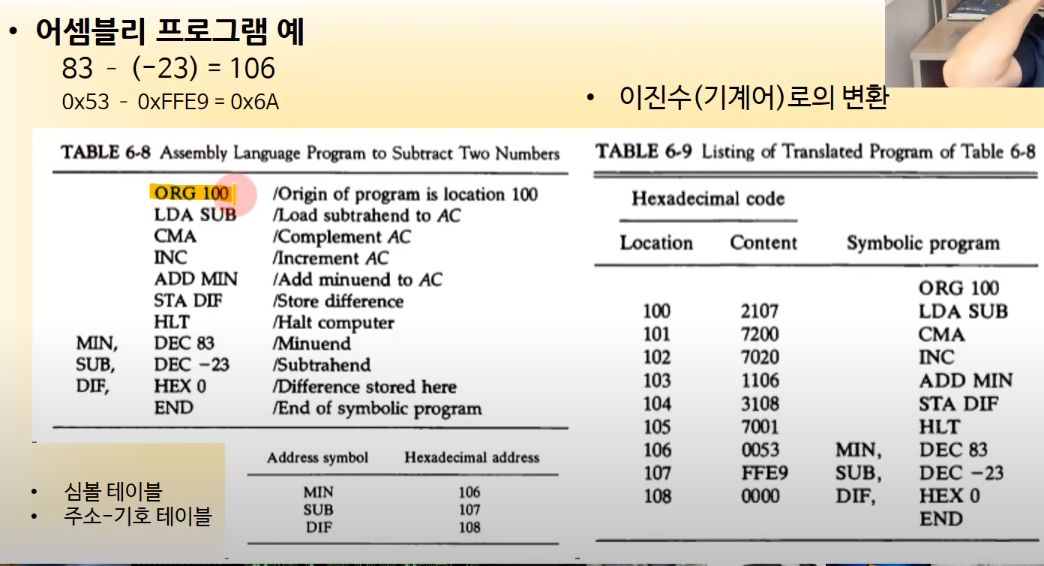 • 어셈블리 프로그램 예
83 - (-23) = 106
0x53 - 0xFFE9 = 0x6A
• 이진수(기계어)로의 변환
TABLE 6-8 Assembly Language Program to Subtract Two Numbers
ORG 100 /Origin of program is location 100
LDA SUB /Load subtrahend to AC
CMA /Complement AC
INC /Increment AC
ADD MIN /Add minuend to AC
STA DIF /Store difference
HLT /Halt computer
MIN, DEC 83 /Minuend
SUB, DEC −23 /Subtrahend
DIF, HEX 0 /Difference stored here
END /End of symbolic program
• 심볼 테이블
• 주소-기호 테이블
Address symbol Hexadecimal address
MIN 106
SUB 107
DIF 108
TABLE 6-9 Listing of Translated Program of Table 6-8
Hexadecimal code
Location Content Symbolic program
ORG 100
100 2107 LDA SUB
101 7200 CMA
102 7020 INC
103 1106 ADD MIN
104 3108 STA DIF
105 7001 HLT
106 0053 MIN, DEC 83
107 FFE9 SUB, DEC −23
108 0000 DIF, HEX 0
END